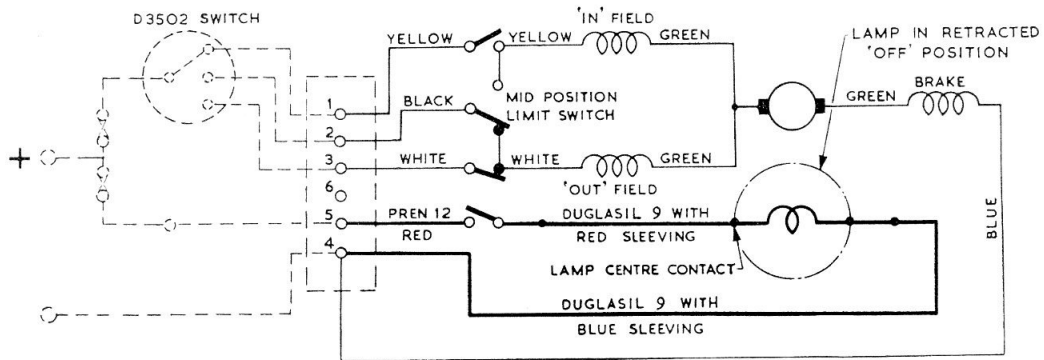 D3502 SWITCH
'IN' FIELD
YELLOW
YELLOW
GREEN
LAMP IN RETRACTED
'OFF' POSITION
BRAKE
GREEN
1
BLACK
MID POSITION
LIMIT SWITCH
2
+
3
WHITE
WHITE
GREEN
6
'OUT' FIELD
5
PREN 12
RED
DUGLASIL 9 WITH
RED SLEEVING
BLUE
4
LAMP CENTRE CONTACT
DUGLASIL 9 WITH
BLUE SLEEVING